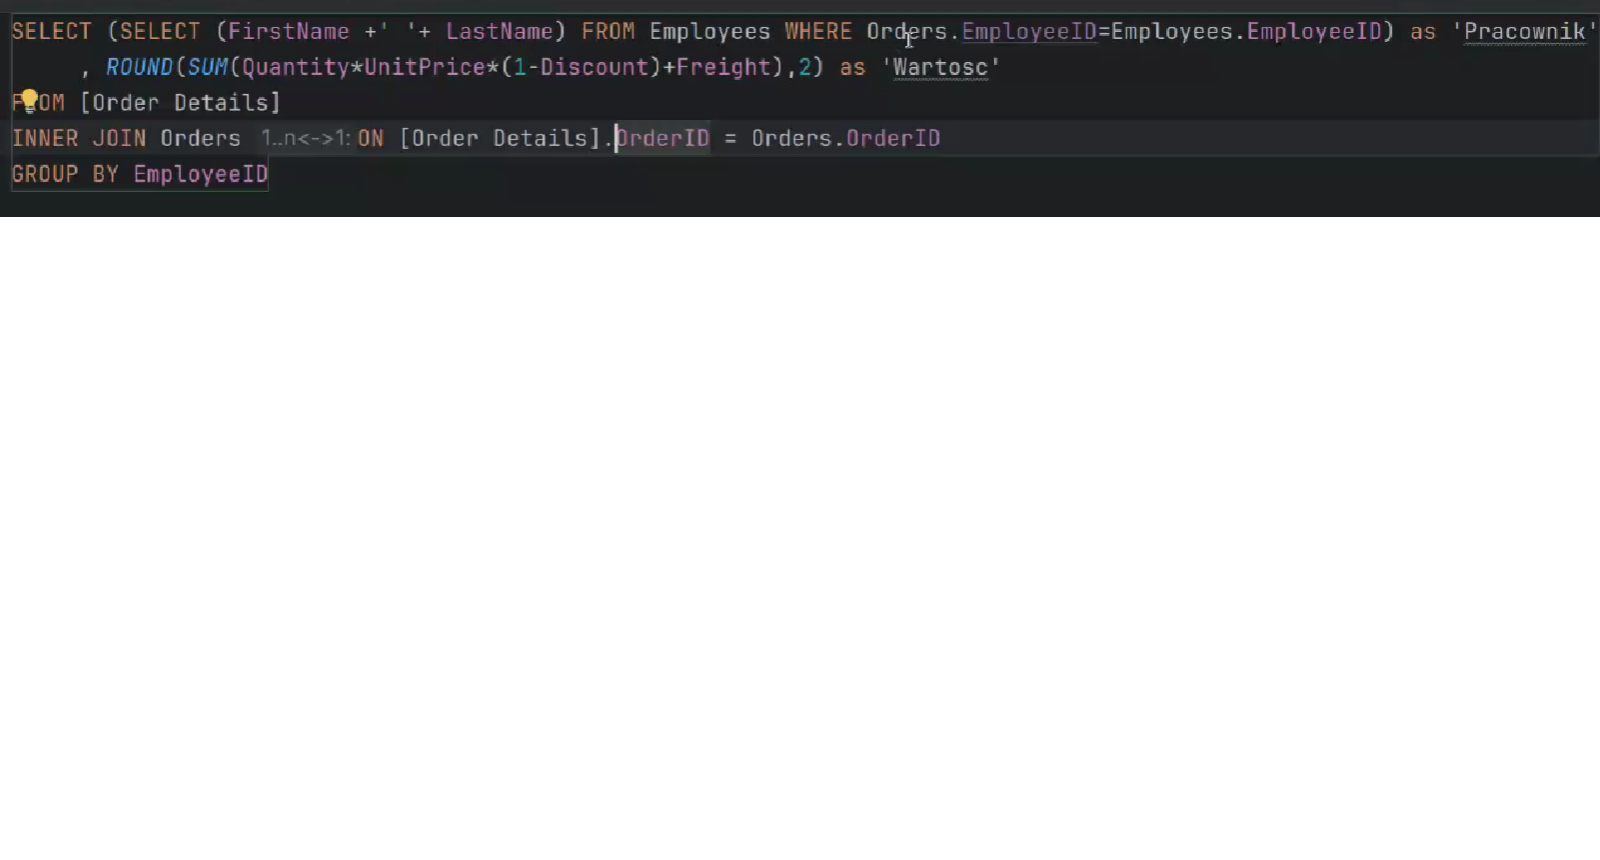 SELECT (SELECT (FirstName +' '+ LastName) FROM Employees WHERE Orders.EmployeeID=Employees.EmployeeID) as 'Pracownik'
, ROUND(SUM(Quantity*UnitPrice*(1-Discount)+Freight),2) as 'Wartosc'
FROM [Order Details]
INNER JOIN Orders 1..n<->1: ON [Order Details].OrderID = Orders.OrderID
GROUP BY EmployeeID